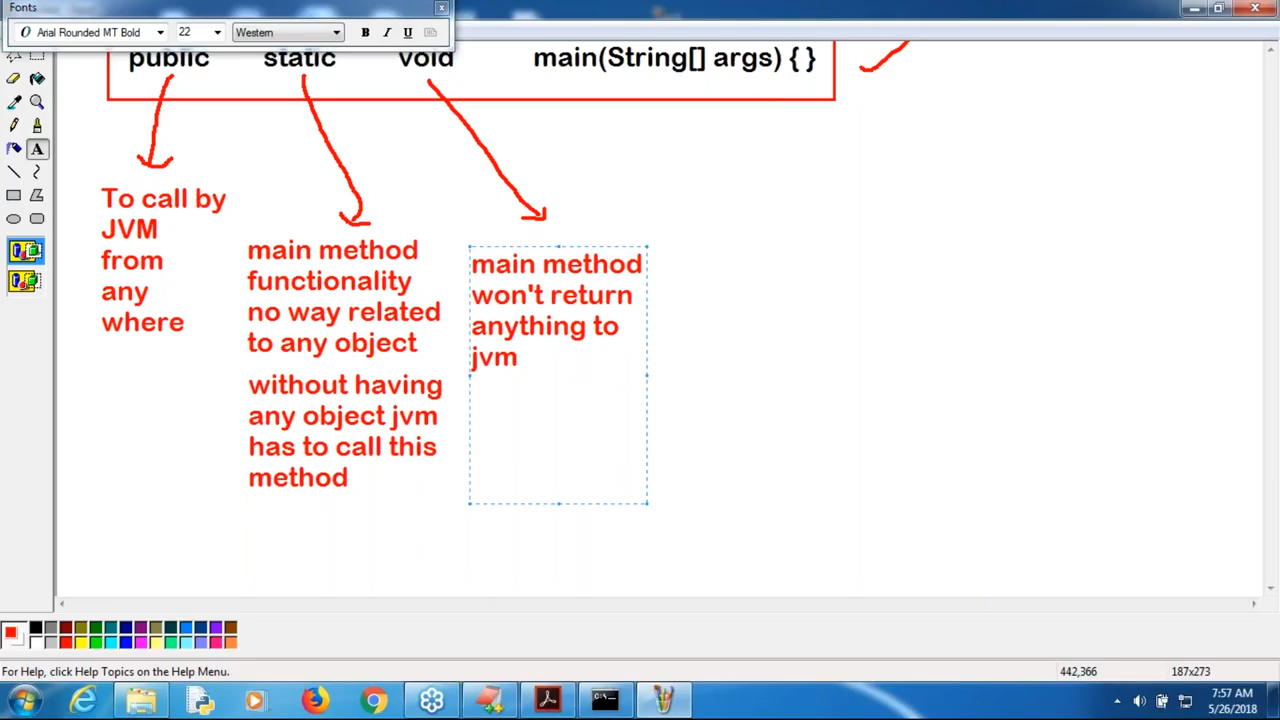 Fonts
Arial Rounded MT Bold 22 Western B I U
public static void main(String[] args) { }
A
To call by
JVM
from
any
where
main method
functionality
no way related
to any object
without having
any object jvm
has to call this
method
main method
won't return
anything to
jvm
For Help, click Help Topics on the Help Menu. 442,366 187x273
7:57 AM
5/26/2018